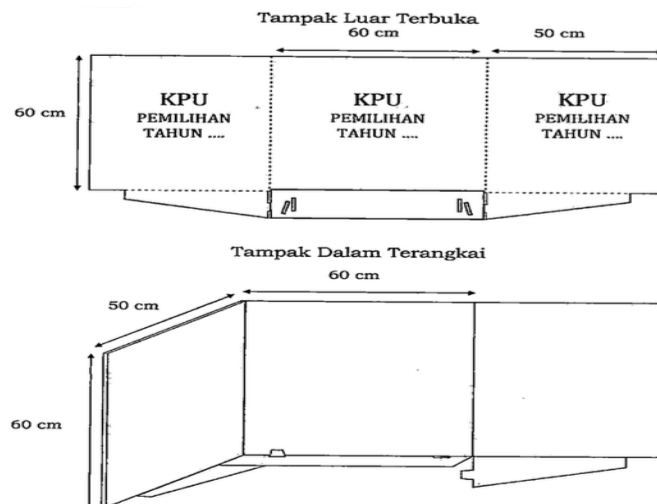 Tampak Luar Terbuka
60 cm
50 cm
60 cm
KPU
PEMILIHAN
TAHUN ....
KPU
PEMILIHAN
TAHUN ....
KPU
PEMILIHAN
TAHUN ....
Tampak Dalam Terangkai
60 cm
50 cm
60 cm